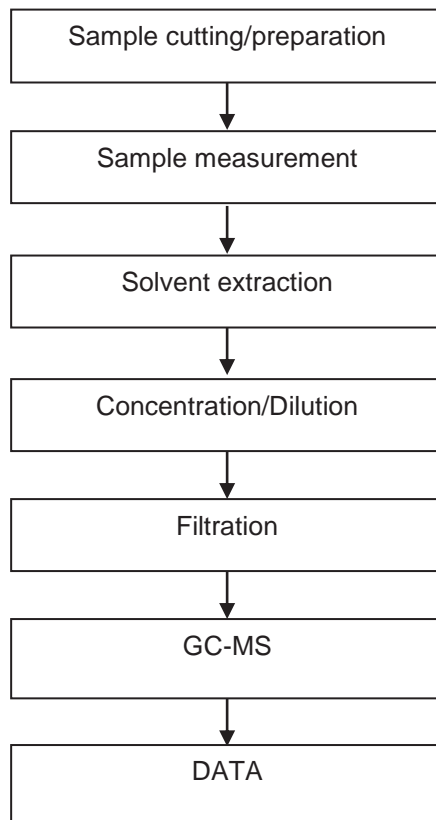 Sample cutting/preparation
Sample measurement
Solvent extraction
Concentration/Dilution
Filtration
GC-MS
DATA